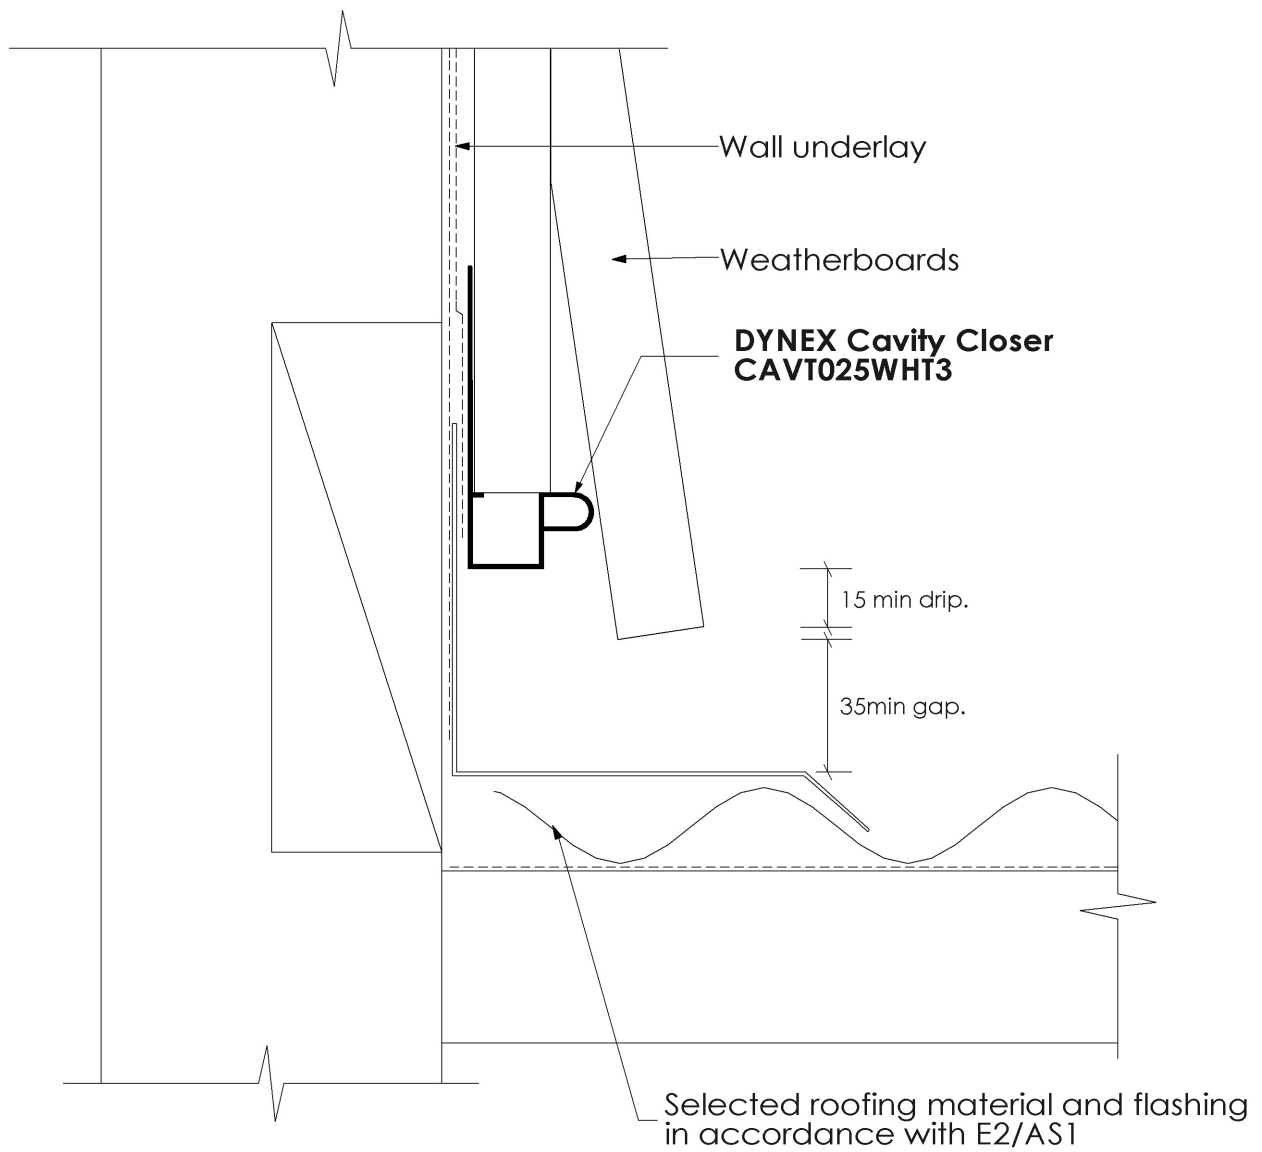 Wall underlay
Weatherboards
DYNEX Cavity Closer
CAVT025WHT3
15 min drip.
35min gap.
Selected roofing material and flashing
in accordance with E2/AS1